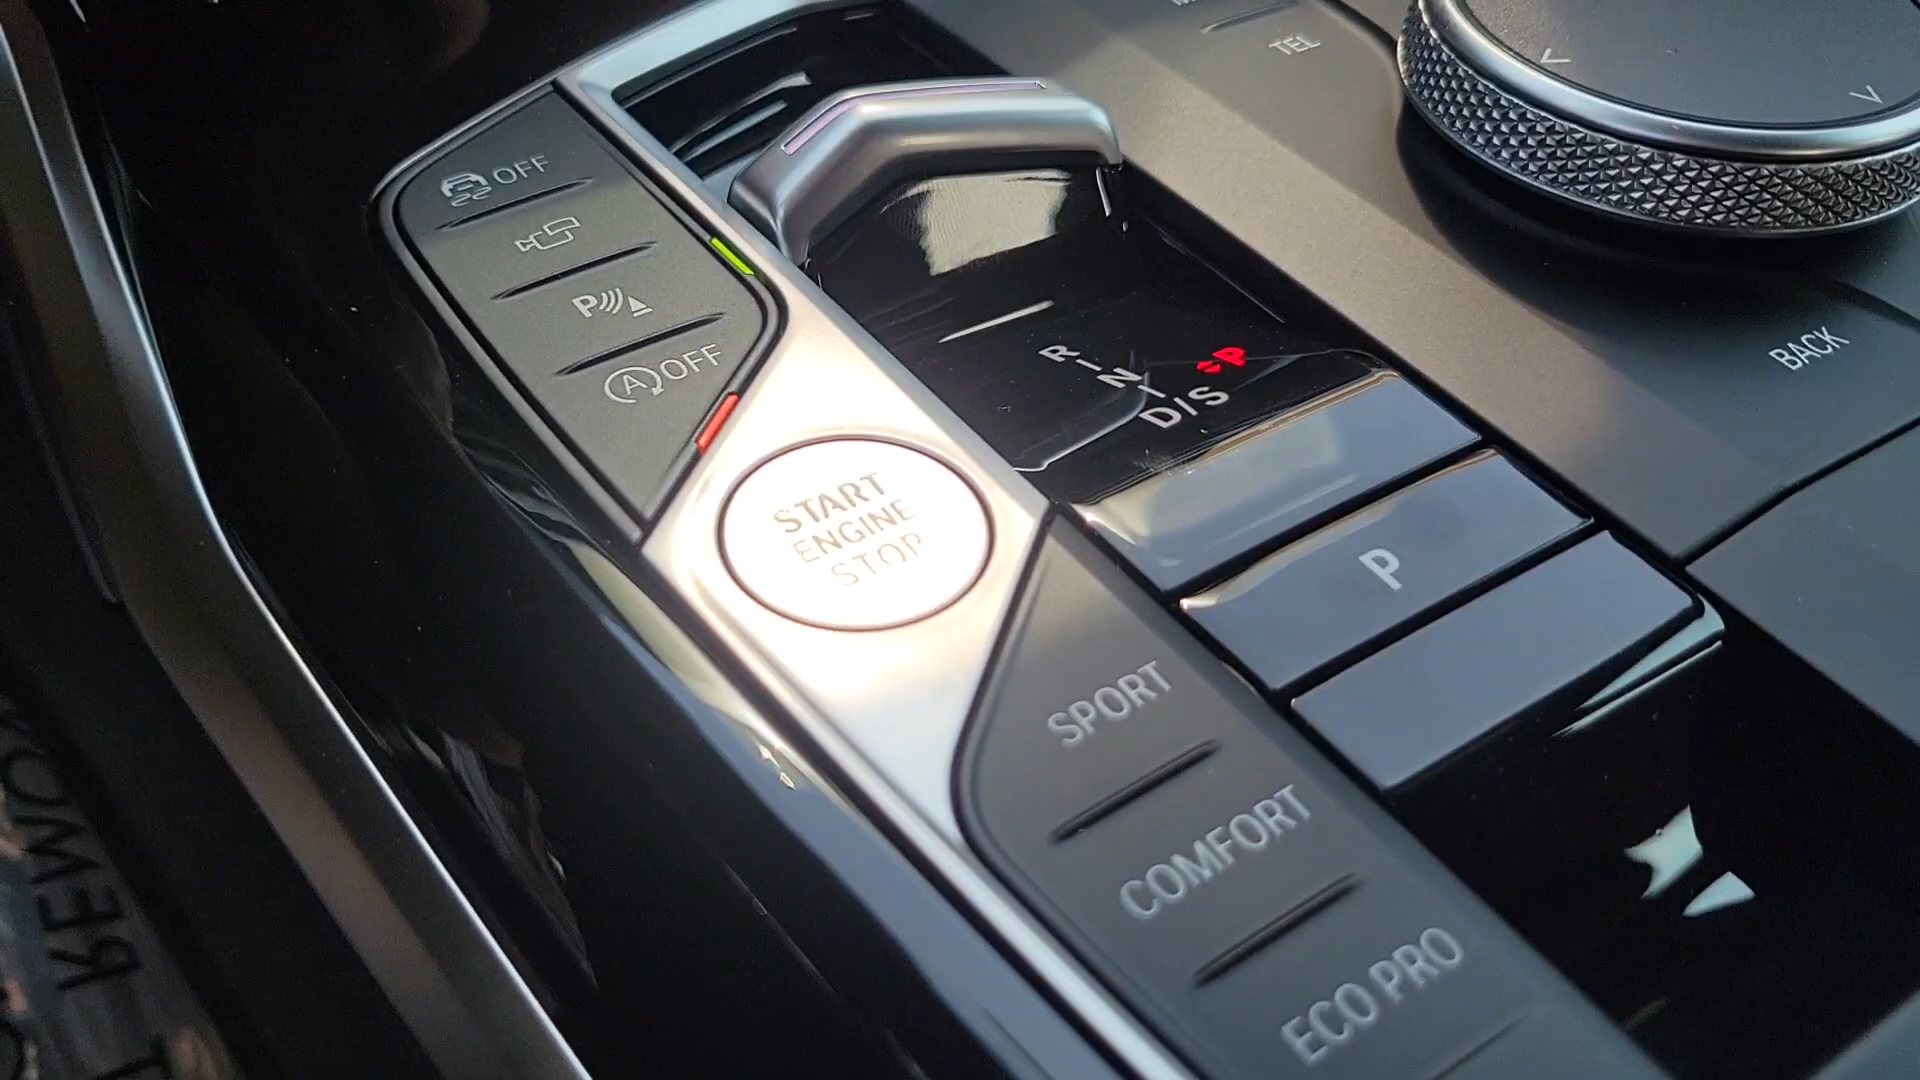 OFF
P
A OFF
START
ENGINE
STOP
R
N
D/S
P
P
SPORT
COMFORT
ECO PRO
TEL
BACK